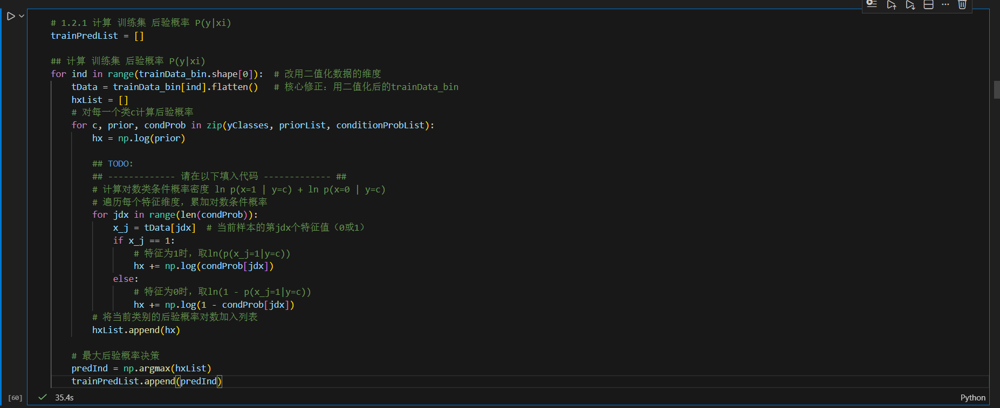 # 1.2.1 计算 训练集 后验概率 P(y|xi)
trainPredList = []
## 计算 训练集 后验概率 P(y|xi)
for ind in range(trainData_bin.shape[0]):  # 改用二值化数据的维度
    tData = trainData_bin[ind].flatten()   # 核心修正：用二值化后的trainData_bin
    hxList = []
    # 对每一个类c计算后验概率
    for c, prior, condProb in zip(yClasses, priorList, conditionProbList):
        hx = np.log(prior)
        ## TODO:
        ## ------------- 请在以下填入代码 ------------- ##
        # 计算对数类条件概率密度 ln p(x=1 | y=c) + ln p(x=0 | y=c)
        # 遍历每个特征维度，累加对数条件概率
        for jdx in range(len(condProb)):
            x_j = tData[jdx]  # 当前样本的第jdx个特征值（0或1）
            if x_j == 1:
                # 特征为1时，取ln(p(x_j=1|y=c))
                hx += np.log(condProb[jdx])
            else:
                # 特征为0时，取ln(1 - p(x_j=1|y=c))
                hx += np.log(1 - condProb[jdx])
        # 将当前类别的后验概率对数加入列表
        hxList.append(hx)
    # 最大后验概率决策
    predInd = np.argmax(hxList)
    trainPredList.append(predInd)
[60] 35.4s Python